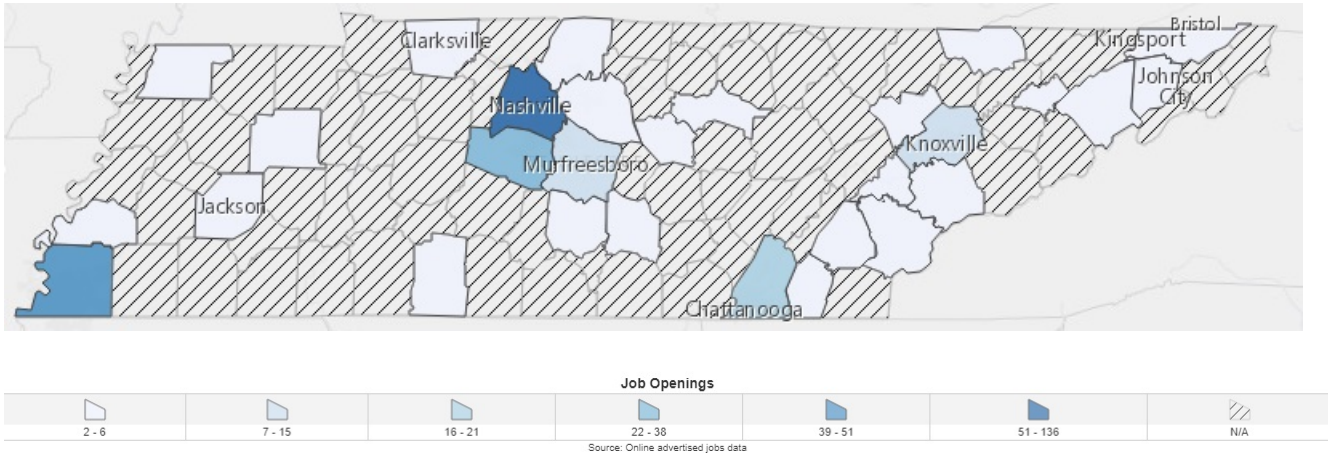 Bristol
Clarksville
Kingsport
Johnson
City
Nashville
Knoxville
Murfreesboro
Jackson
Chattanooga
Job Openings
2 - 6
7 - 15
16 - 21
22 - 38
39 - 51
51 - 136
N/A
Source: Online advertised jobs data